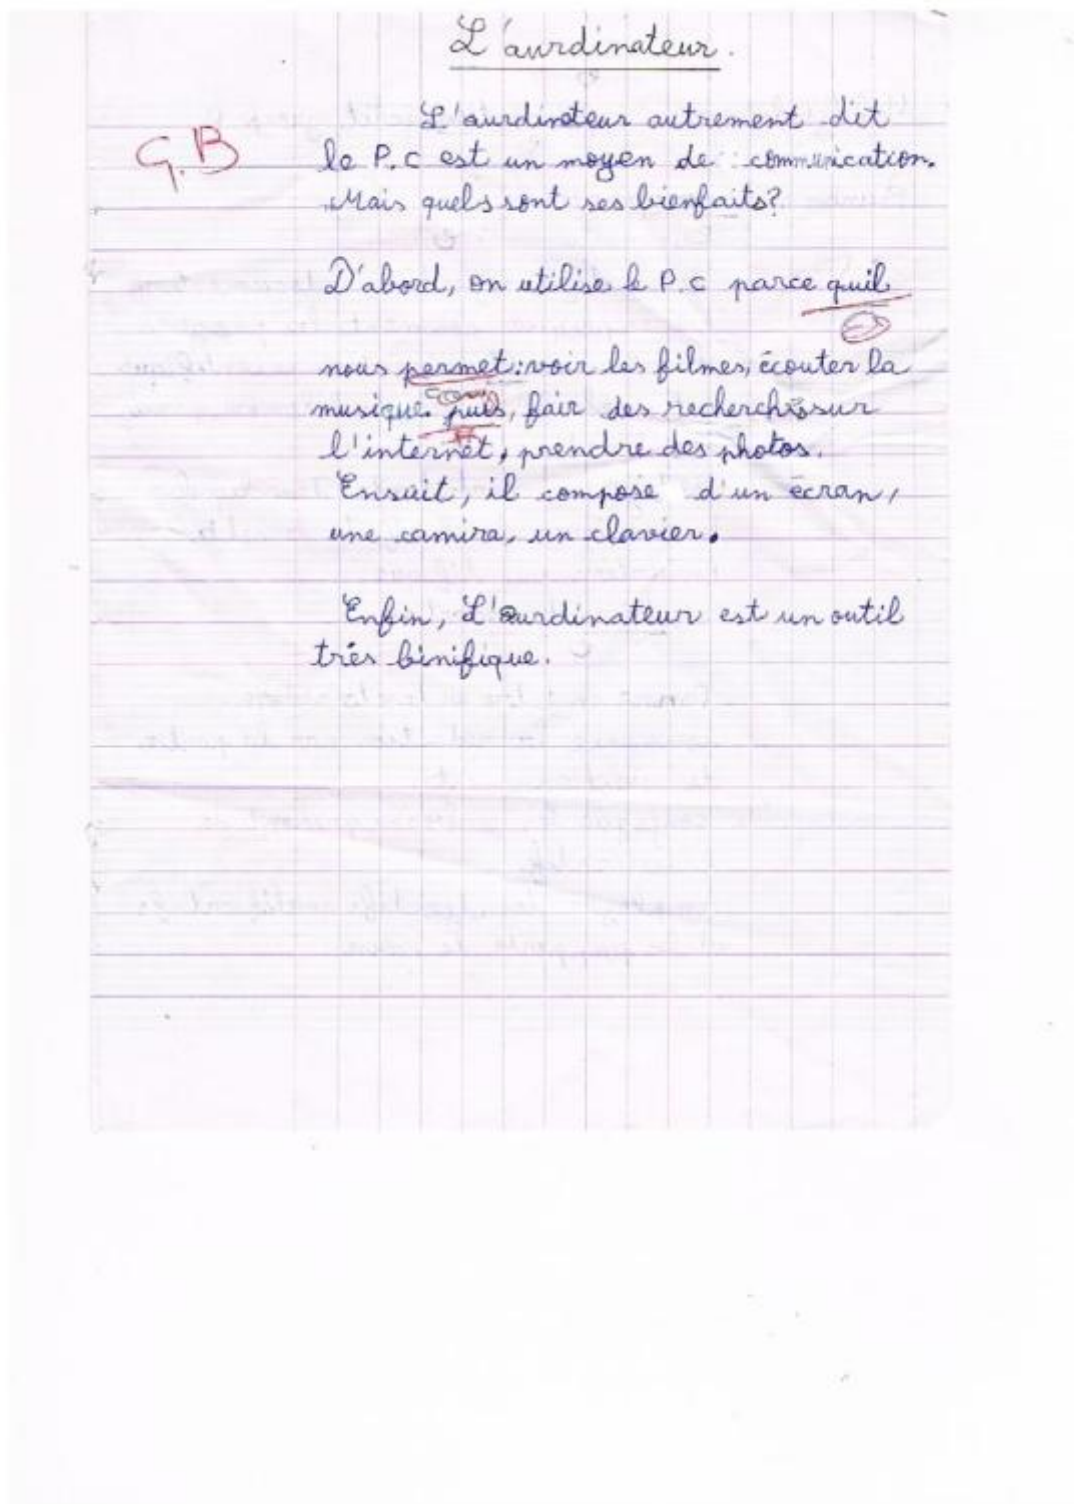 L'aurdinateur.
L'aurdinateur autrement dit
G.B
le P.C est un moyen de communication.
Mais quels sont ses bienfaits?
D'abord, on utilise le P.C parce quil
nous permet: voir les filmes, écouter la
musique. puis, fair des recherches sur
l'internet, prendre des photos.
Ensuit, il compose d'un écran,
une camira, un clavier.
Enfin, L'aurdinateur est un outil
très binifique.